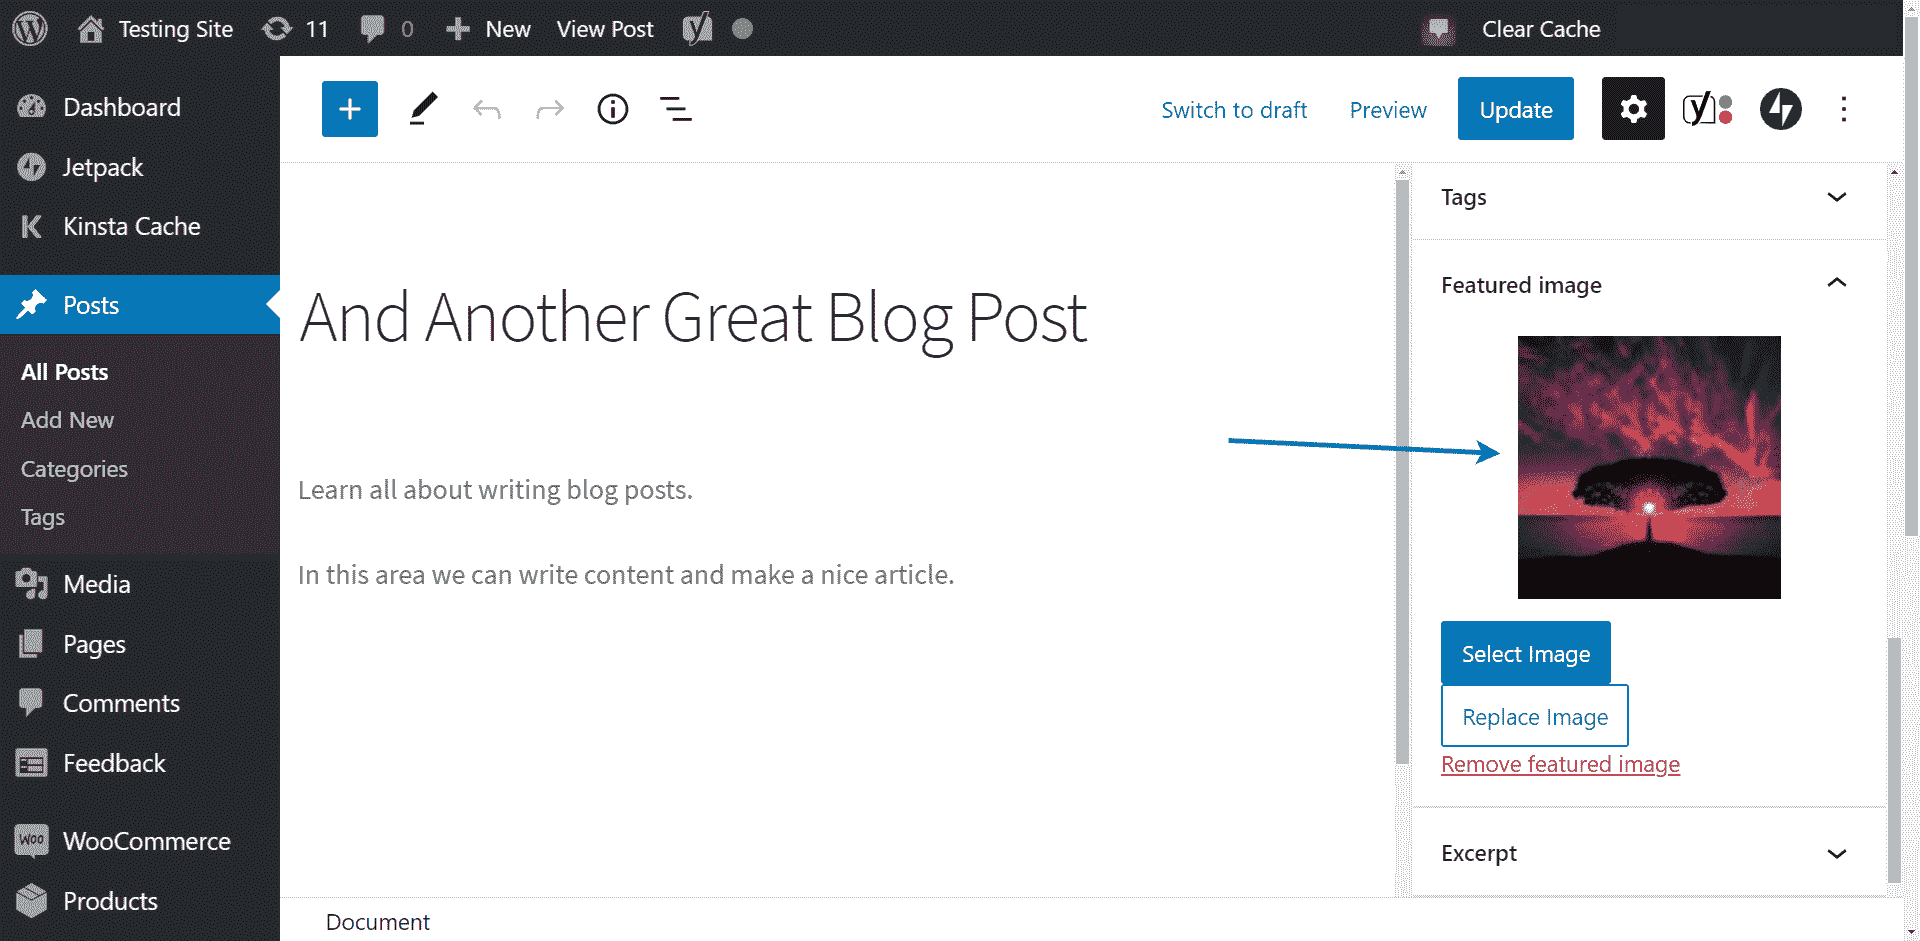 Testing Site 11 0 New View Post Clear Cache
Dashboard
Jetpack
Kinsta Cache
Posts
All Posts
Add New
Categories
Tags
Media
Pages
Comments
Feedback
WooCommerce
Products
Switch to draft Preview Update
And Another Great Blog Post
Learn all about writing blog posts.
In this area we can write content and make a nice article.
Document
Tags
Featured image
Select Image
Replace Image
Remove featured image
Excerpt